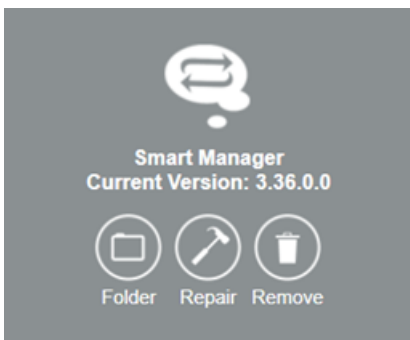 Smart Manager
Current Version: 3.36.0.0
Folder Repair Remove